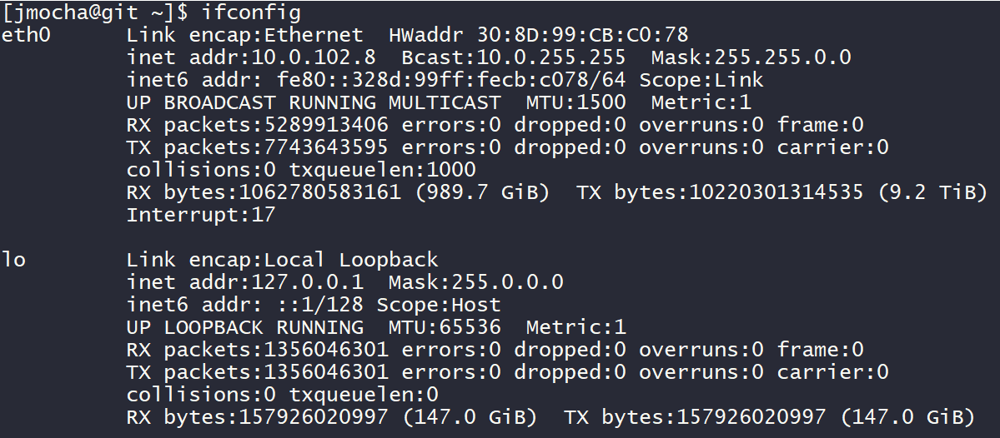 [jmocha@git ~]$ ifconfig
eth0      Link encap:Ethernet  HWaddr 30:8D:99:CB:C0:78
          inet addr:10.0.102.8  Bcast:10.0.255.255  Mask:255.255.0.0
          inet6 addr: fe80::328d:99ff:fecb:c078/64 Scope:Link
          UP BROADCAST RUNNING MULTICAST  MTU:1500  Metric:1
          RX packets:5289913406 errors:0 dropped:0 overruns:0 frame:0
          TX packets:7743643595 errors:0 dropped:0 overruns:0 carrier:0
          collisions:0 txqueuelen:1000
          RX bytes:1062780583161 (989.7 GiB)  TX bytes:10220301314535 (9.2 TiB)
          Interrupt:17

lo        Link encap:Local Loopback
          inet addr:127.0.0.1  Mask:255.0.0.0
          inet6 addr: ::1/128 Scope:Host
          UP LOOPBACK RUNNING  MTU:65536  Metric:1
          RX packets:1356046301 errors:0 dropped:0 overruns:0 frame:0
          TX packets:1356046301 errors:0 dropped:0 overruns:0 carrier:0
          collisions:0 txqueuelen:0
          RX bytes:157926020997 (147.0 GiB)  TX bytes:157926020997 (147.0 GiB)